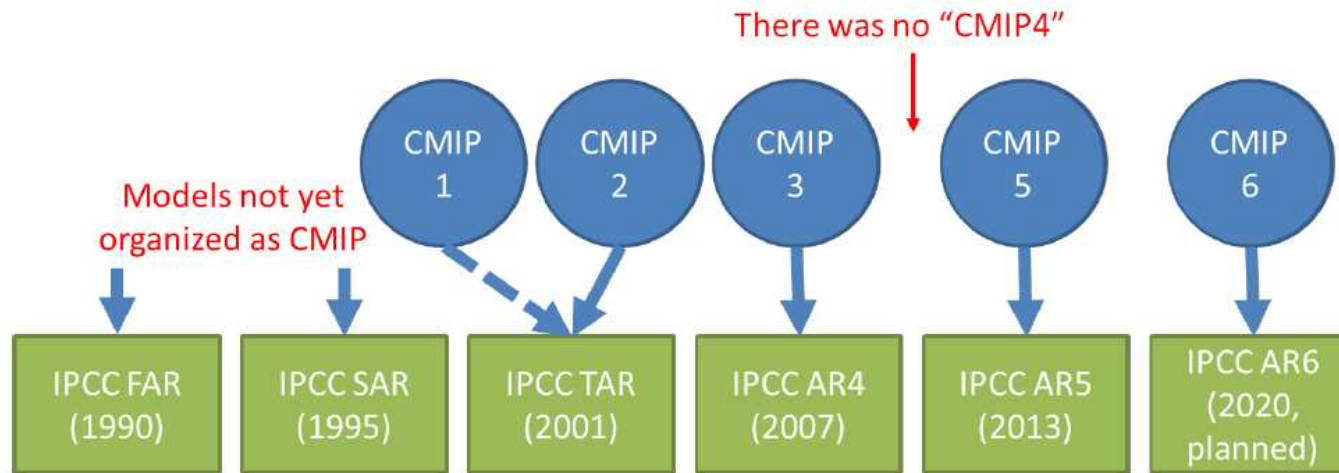 There was no “CMIP4”
CMIP
1
CMIP
2
CMIP
3
CMIP
5
CMIP
6
Models not yet
organized as CMIP
IPCC FAR
(1990)
IPCC SAR
(1995)
IPCC TAR
(2001)
IPCC AR4
(2007)
IPCC AR5
(2013)
IPCC AR6
(2020,
planned)